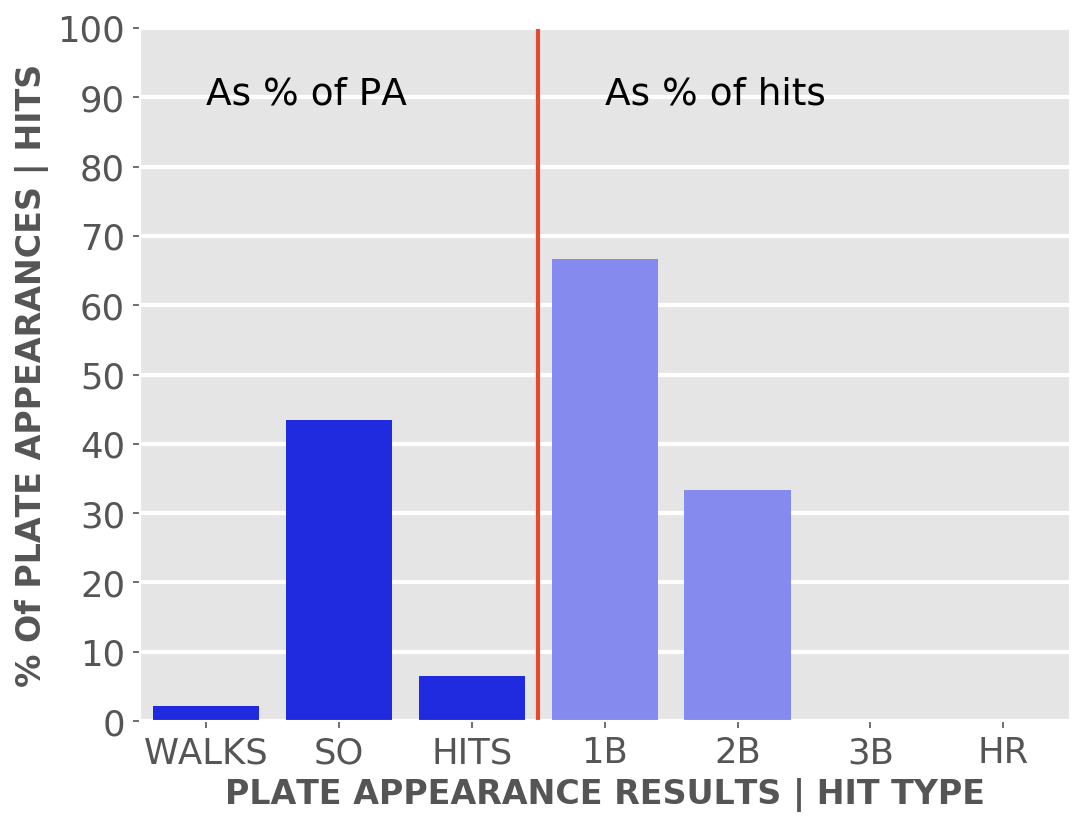 100
90
80
70
60
50
40
30
20
10
0
% Of PLATE APPEARANCES | HITS
As % of PA
As % of hits
WALKS SO HITS 1B 2B 3B HR
PLATE APPEARANCE RESULTS | HIT TYPE